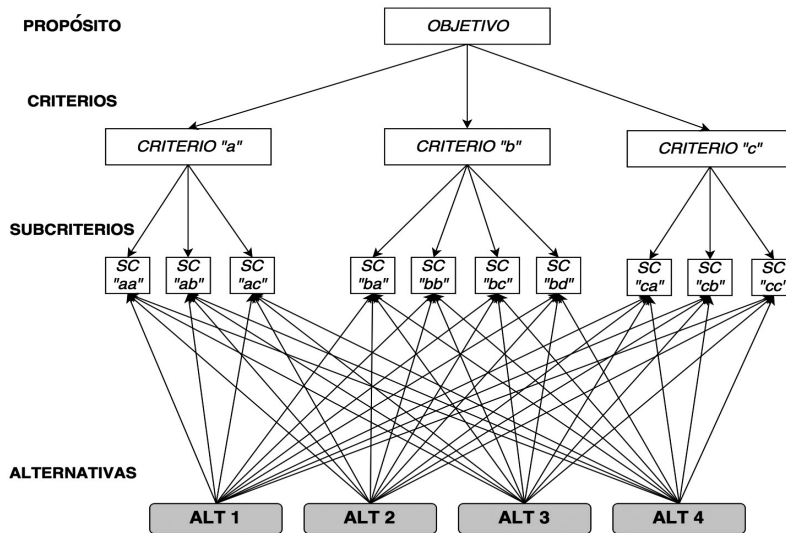 PROPÓSITO
OBJETIVO
CRITERIOS
CRITERIO "a"
CRITERIO "b"
CRITERIO "c"
SUBCRITERIOS
SC
"aa"
SC
"ab"
SC
"ac"
SC
"ba"
SC
"bb"
SC
"bc"
SC
"bd"
SC
"ca"
SC
"cb"
SC
"cc"
ALTERNATIVAS
ALT 1
ALT 2
ALT 3
ALT 4